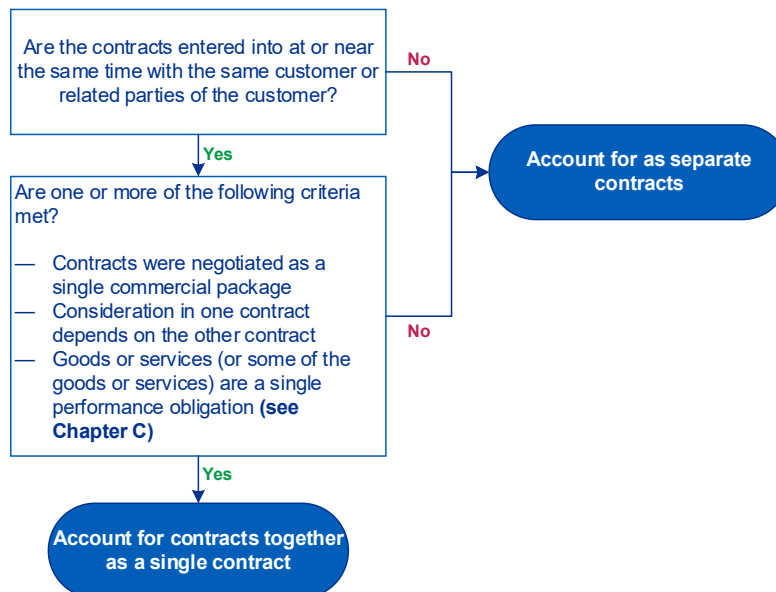 Are the contracts entered into at or near
the same time with the same customer or
related parties of the customer?
No
Yes
Account for as separate
contracts
Are one or more of the following criteria
met?
— Contracts were negotiated as a
single commercial package
— Consideration in one contract
depends on the other contract
— Goods or services (or some of the
goods or services) are a single
performance obligation (see
Chapter C)
No
Yes
Account for contracts together
as a single contract